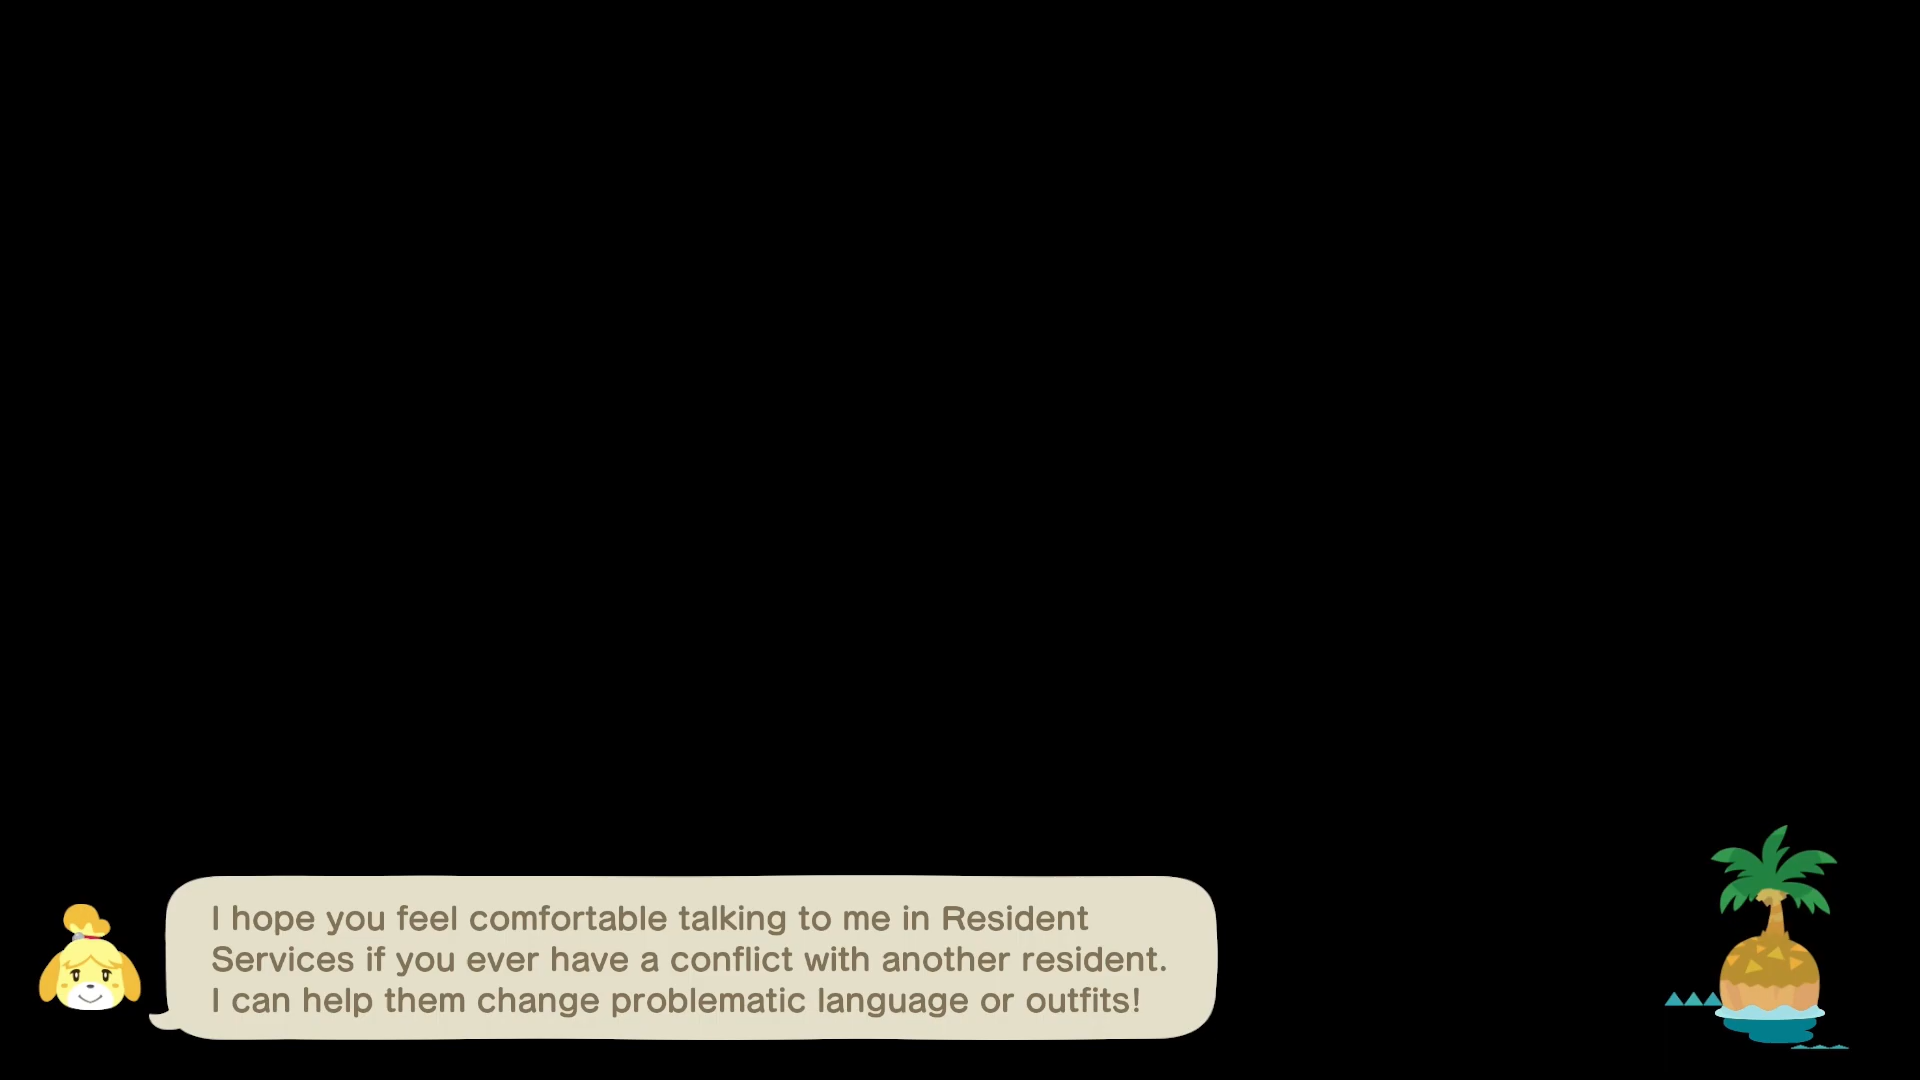 I hope you feel comfortable talking to me in Resident
Services if you ever have a conflict with another resident.
I can help them change problematic language or outfits!